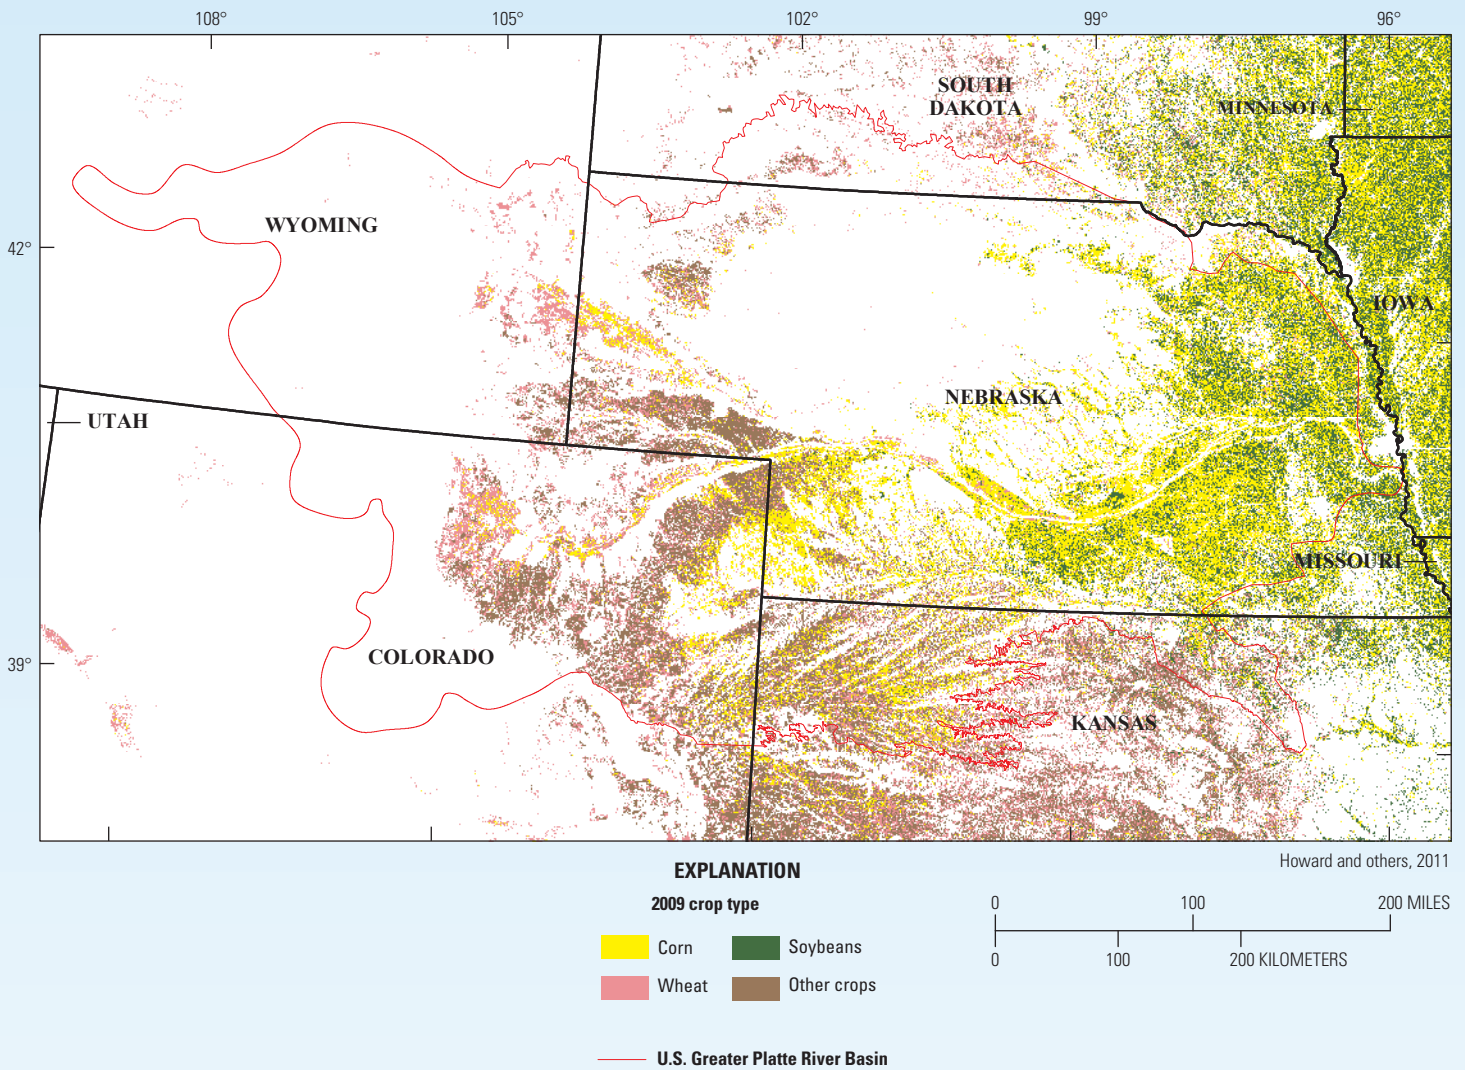 108°
105°
102°
99°
96°
SOUTH
DAKOTA
MINNESOTA
WYOMING
42°
IOWA
NEBRASKA
UTAH
MISSOURI
COLORADO
39°
KANSAS
Howard and others, 2011
EXPLANATION
2009 crop type
Corn
Soybeans
Wheat
Other crops
0 100 200 MILES
0 100 200 KILOMETERS
U.S. Greater Platte River Basin